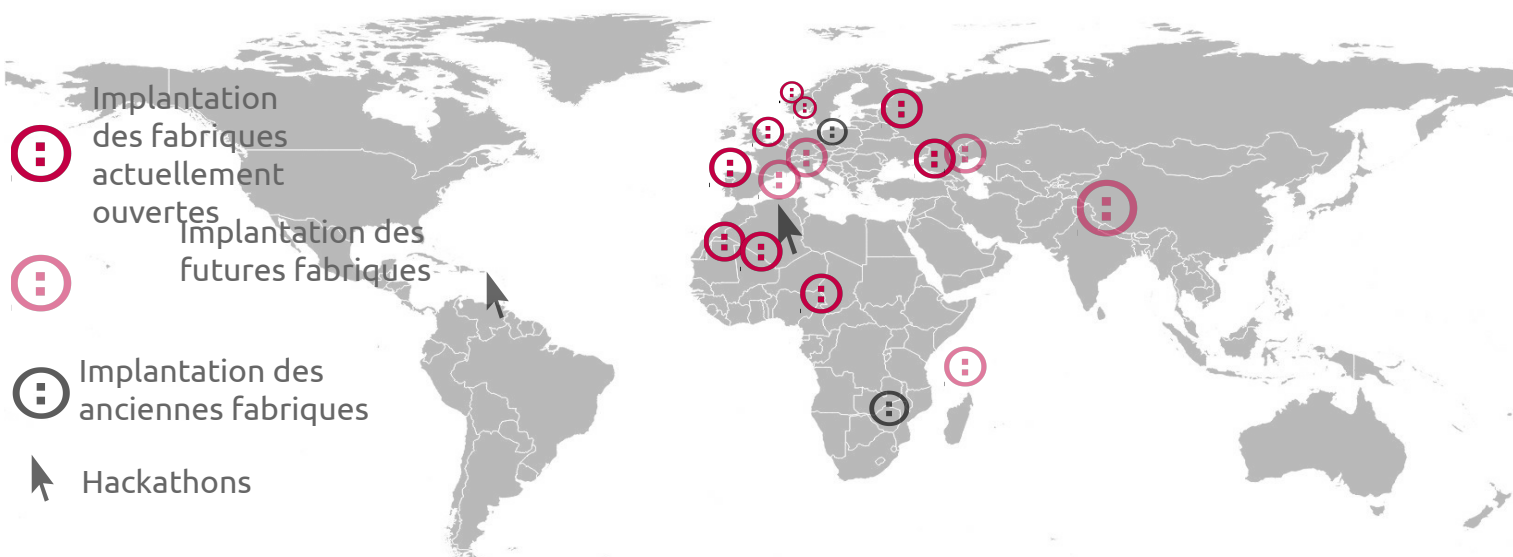 Implantation
des fabriques
actuellement
ouvertes
Implantation des
futures fabriques
Implantation des
anciennes fabriques
Hackathons